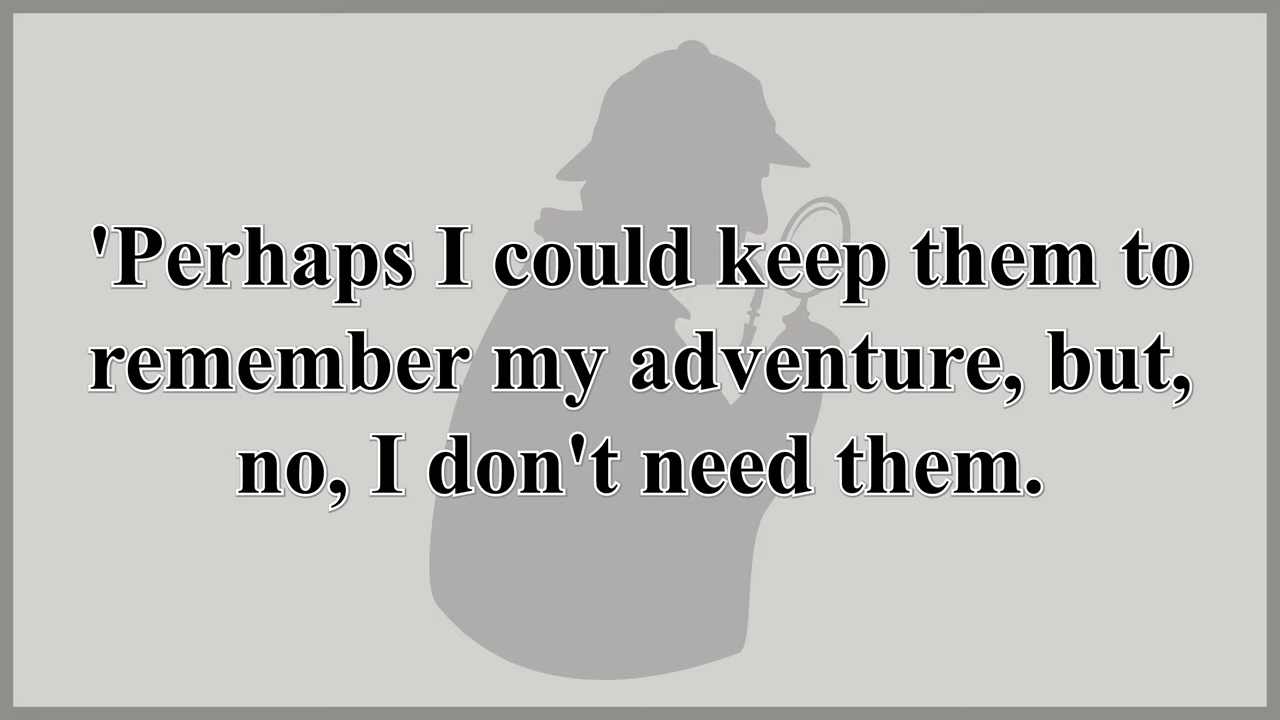 'Perhaps I could keep them to
remember my adventure, but,
no, I don't need them.